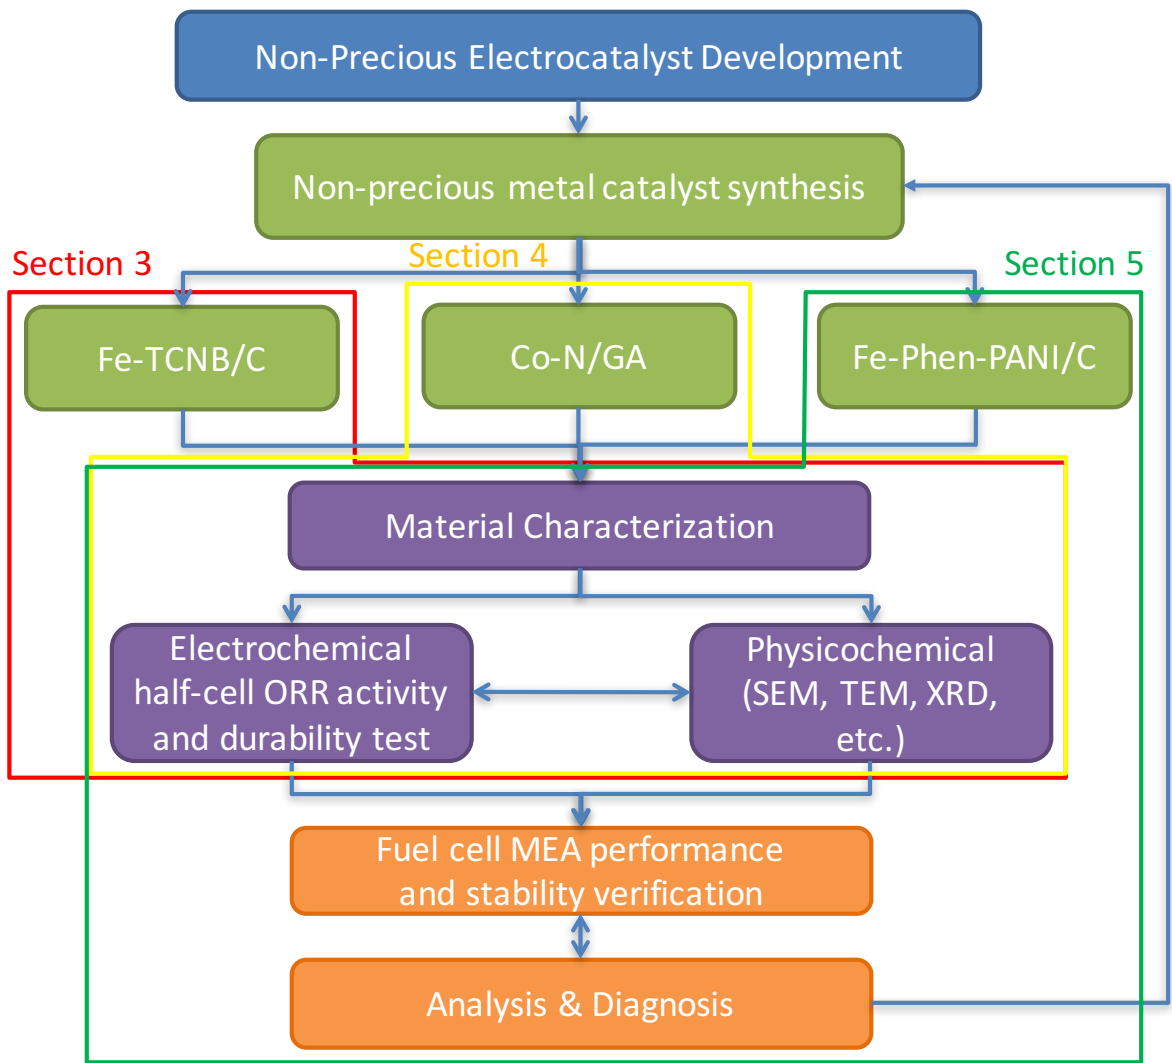 Non-Precious Electrocatalyst Development
Non-precious metal catalyst synthesis
Section 3
Section 4
Section 5
Fe-TCNB/C
Co-N/GA
Fe-Phen-PANI/C
Material Characterization
Electrochemical
half-cell ORR activity
and durability test
Physicochemical
(SEM, TEM, XRD,
etc.)
Fuel cell MEA performance
and stability verification
Analysis & Diagnosis